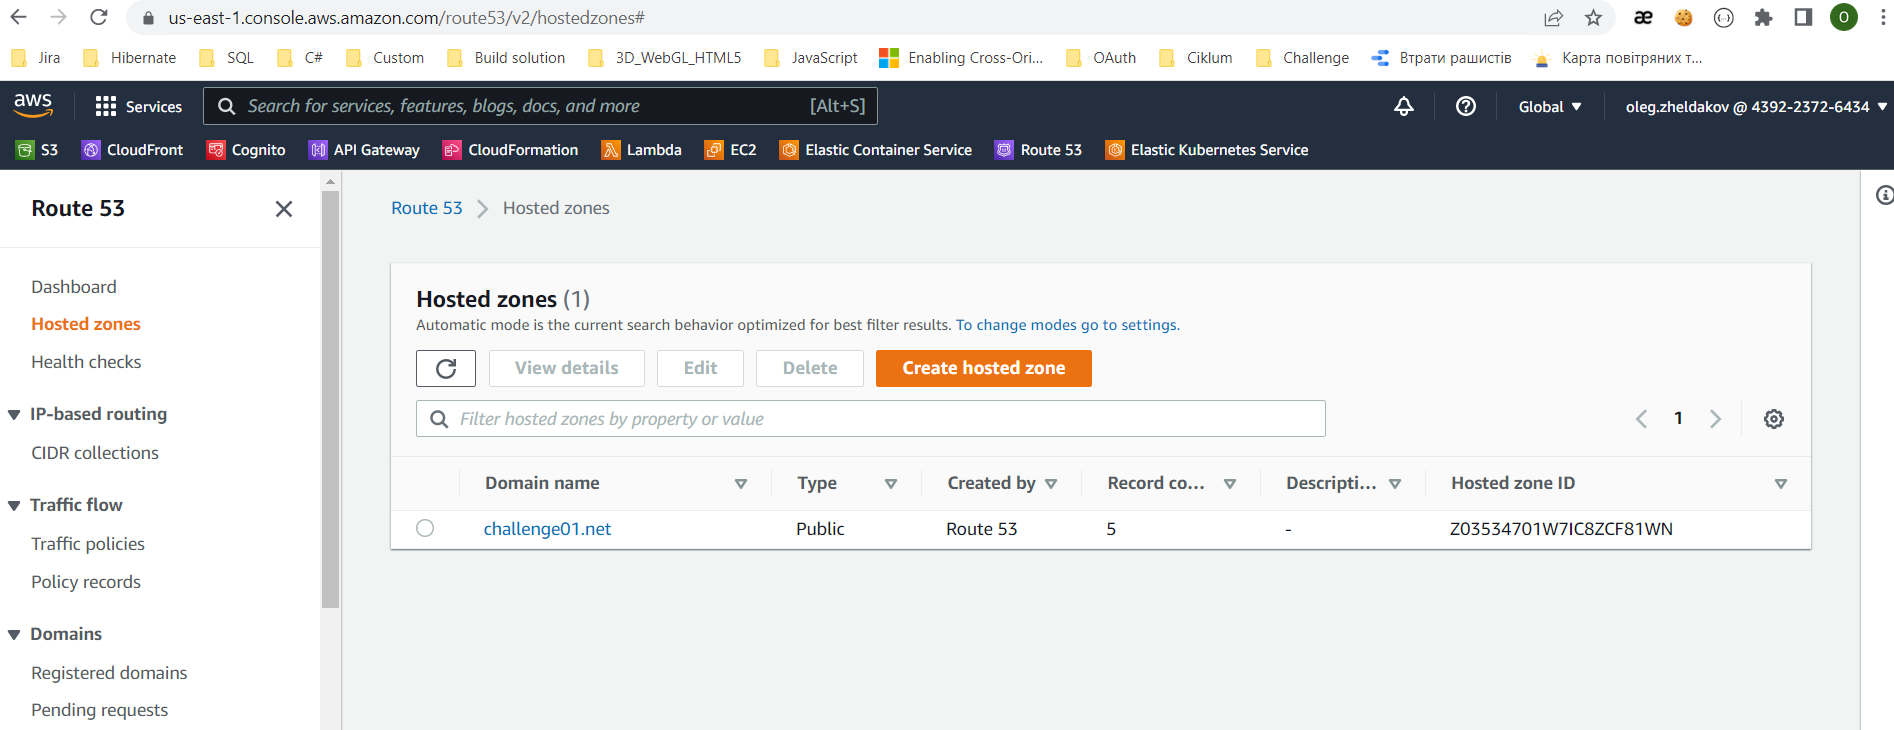 us-east-1.console.aws.amazon.com/route53/v2/hostedzones#
O
Jira Hibernate SQL C# Custom Build solution 3D_WebGL_HTML5 JavaScript Enabling Cross-Ori... OAuth Ciklum Challenge Втрати рашистів Карта повітряних т...
aws Services Search for services, features, blogs, docs, and more [Alt+S] Global oleg.zheldakov @ 4392-2372-6434
S3 CloudFront Cognito API Gateway CloudFormation Lambda EC2 Elastic Container Service Route 53 Elastic Kubernetes Service
Route 53
Dashboard
Hosted zones
Health checks
IP-based routing
CIDR collections
Traffic flow
Traffic policies
Policy records
Domains
Registered domains
Pending requests
Route 53 Hosted zones
Hosted zones (1)
Automatic mode is the current search behavior optimized for best filter results. To change modes go to settings.
View details Edit Delete Create hosted zone
Filter hosted zones by property or value
1
Domain name Type Created by Record co... Descripti... Hosted zone ID
challenge01.net Public Route 53 5 - Z03534701W7IC8ZCF81WN